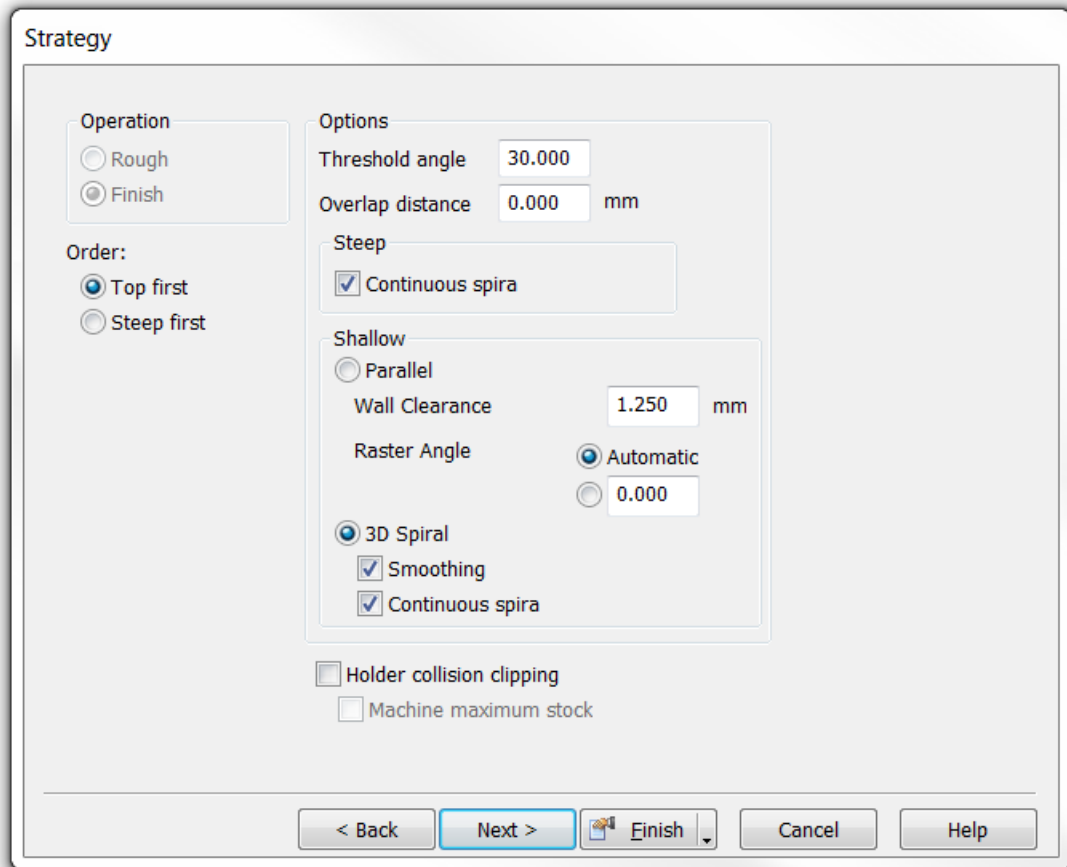 Strategy
Operation
Rough
Finish
Order:
Top first
Steep first
Options
Threshold angle 30.000
Overlap distance 0.000 mm
Steep
Continuous spira
Shallow
Parallel
Wall Clearance 1.250 mm
Raster Angle Automatic
0.000
3D Spiral
Smoothing
Continuous spira
Holder collision clipping
Machine maximum stock
< Back Next > Finish Cancel Help